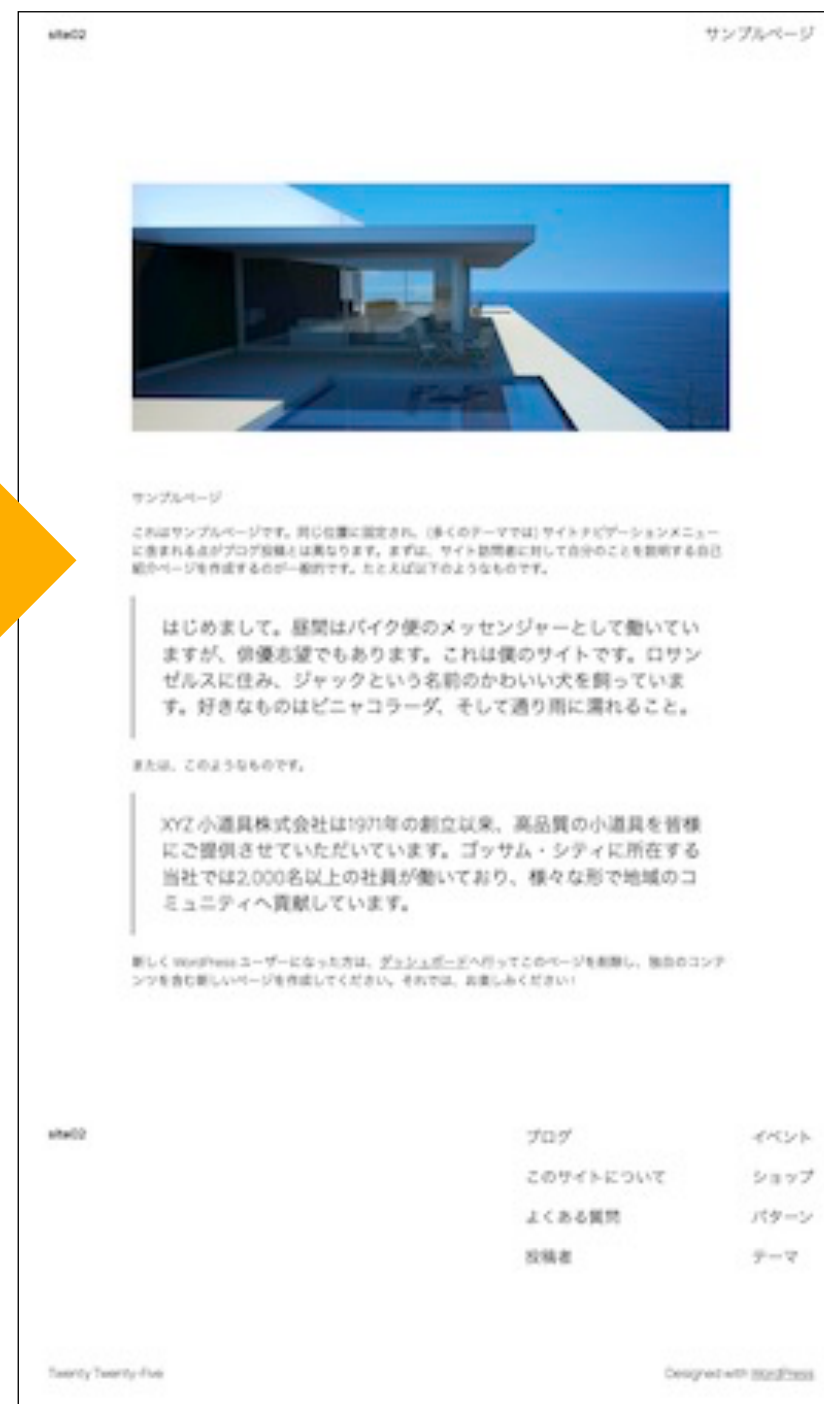 site02
サンプルページ
サンプルページ
これはサンプルページです。同じ位置に固定され、(多くのテーマでは) サイトナビゲーションメニュー
に含まれる点がブログ投稿とは異なります。まずは、サイト訪問者に対して自分のことを説明する自己
紹介ページを作成するのが一般的です。たとえば以下のようなものです。
はじめまして。昼間はバイク便のメッセンジャーとして働いてい
ますが、俳優志望でもあります。これは僕のサイトです。ロサン
ゼルスに住み、ジャックという名前のかわいい犬を飼っていま
す。好きなものはピニャコラーダ、そして通り雨に濡れること。
または、このようなものです。
XYZ 小道具株式会社は1971年の創立以来、高品質の小道具を皆様
にご提供させていただいています。ゴッサム・シティに所在する
当社では2,000名以上の社員が働いており、様々な形で地域のコ
ミュニティへ貢献しています。
新しく WordPress ユーザーになった方は、ダッシュボードへ行ってこのページを削除し、独自のコンテ
ンツを含む新しいページを作成してください。それでは、お楽しみください !
site02
ブログ
イベント
このサイトについて
ショップ
よくある質問
パターン
投稿者
テーマ
Twenty Twenty-Five
Designed with WordPress